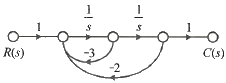 1 1/s 1/s 1
R(s) C(s)
-3
-2